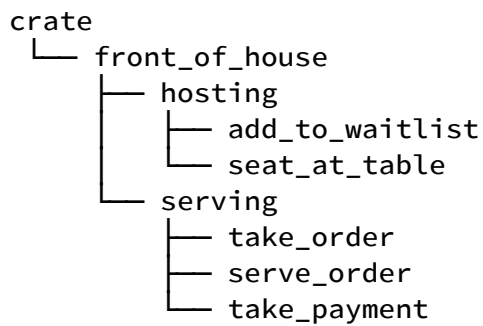 crate
└── front_of_house
    ├── hosting
    │   ├── add_to_waitlist
    │   └── seat_at_table
    └── serving
        ├── take_order
        ├── serve_order
        └── take_payment